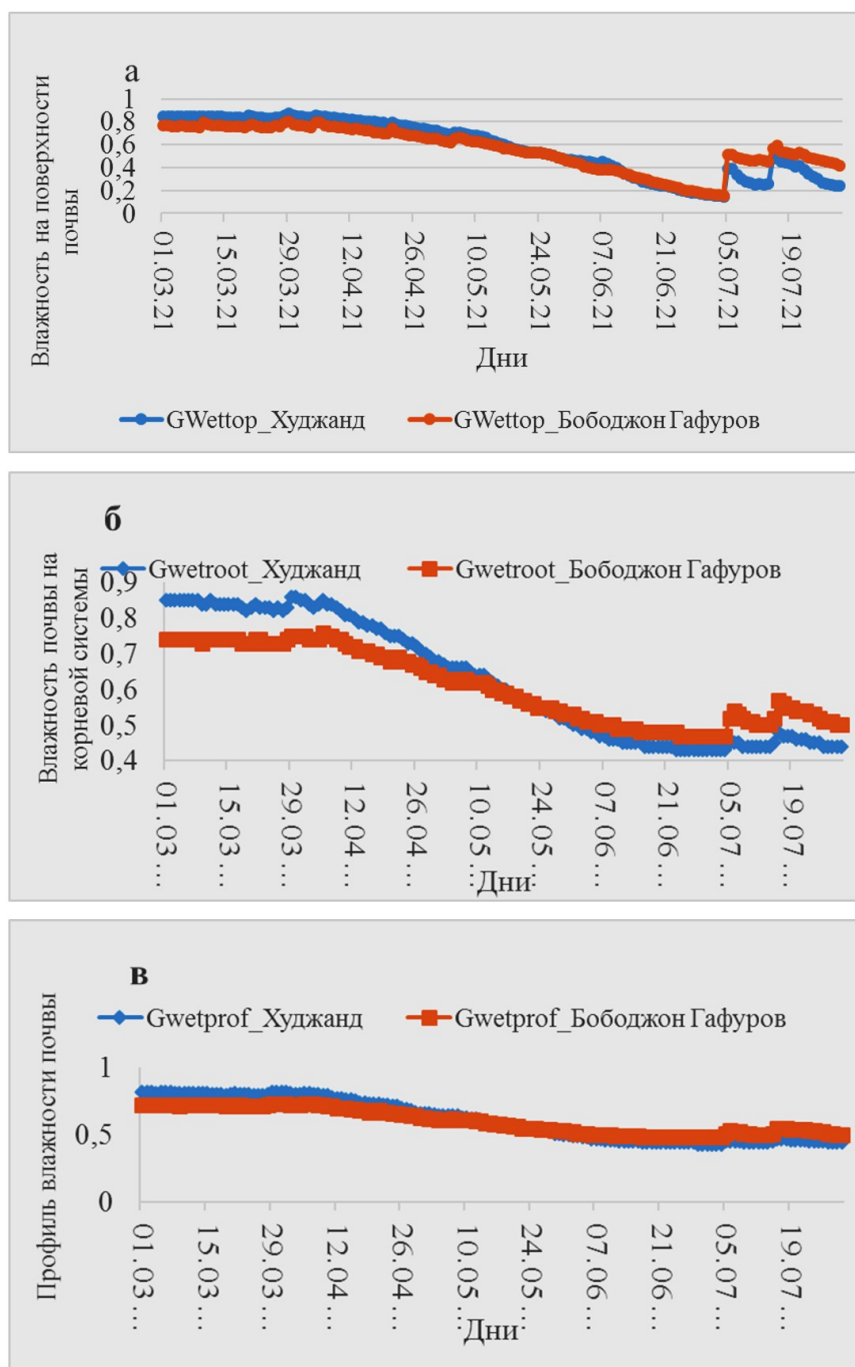 а
Влажность на поверхности
почвы
1
0,8
0,6
0,4
0,2
0
01.03.21
15.03.21
29.03.21
12.04.21
26.04.21
10.05.21
24.05.21
07.06.21
21.06.21
05.07.21
19.07.21
Дни
GWettop_Худжанд
GWettop_Бободжон Гафуров
б
Gwetroot_Худжанд
Gwetroot_Бободжон Гафуров
Влажность почвы на
корневой системы
0,9
0,8
0,7
0,6
0,5
0,4
01.03…
15.03…
29.03…
12.04…
26.04…
10.05…
24.05…
07.06…
21.06…
05.07…
19.07…
Дни
в
Gwetprof_Худжанд
Gwetprof_Бободжон Гафуров
Профиль влажности почвы
1
0,5
0
01.03…
15.03…
29.03…
12.04…
26.04…
10.05…
24.05…
07.06…
21.06…
05.07…
19.07…
Дни